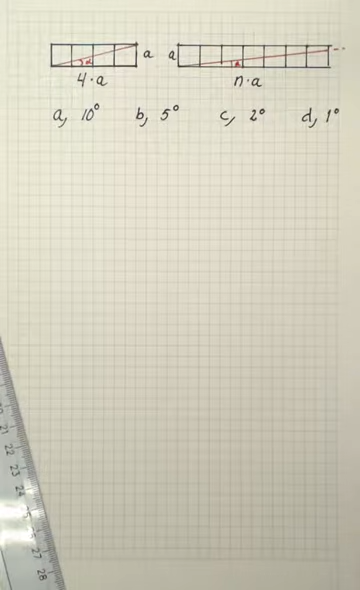 α a a α
4·a n·a
a, 10° b, 5° c, 2° d, 1°
21
22
23
24
25
26
27
28